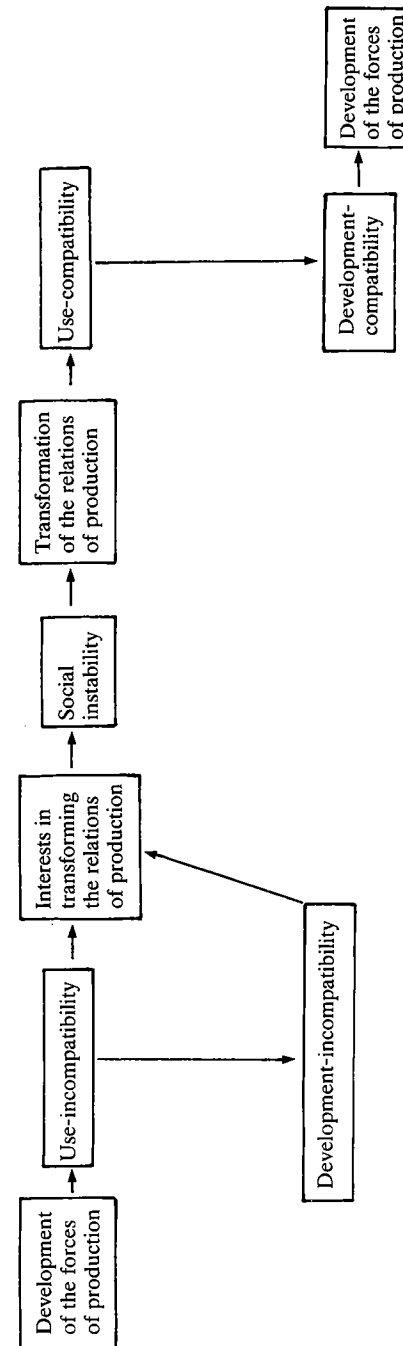 Development
of the forces
of production
Use-incompatibility
Development-incompatibility
Interests in
transforming
the relations
of production
Social
instability
Transformation
of the relations
of production
Use-compatibility
Development-
compatibility
Development
of the forces
of production